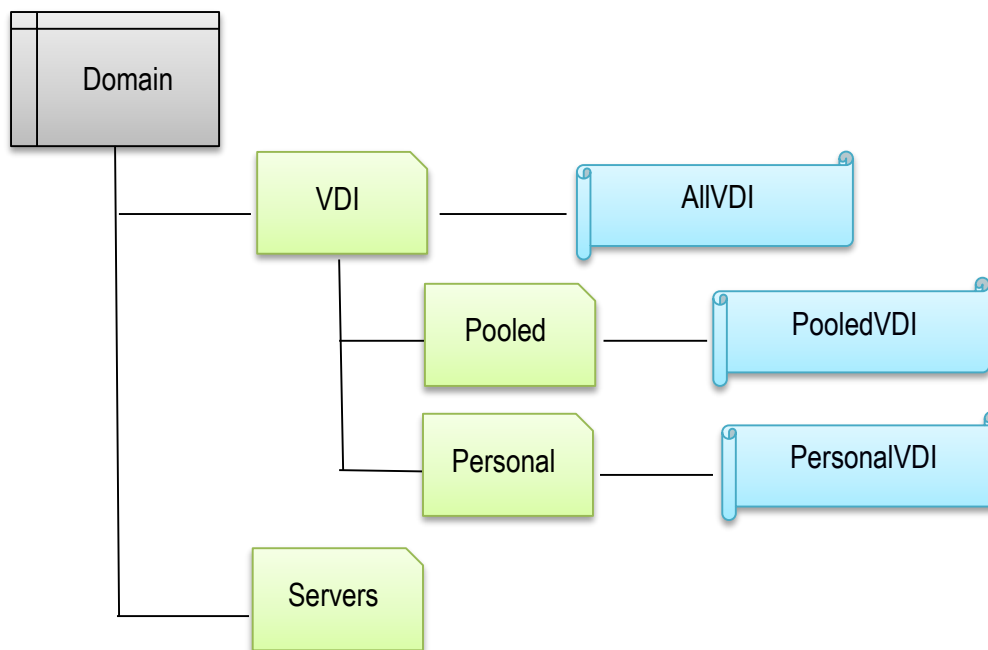 Domain
VDI
AllVDI
Pooled
PooledVDI
Personal
PersonalVDI
Servers